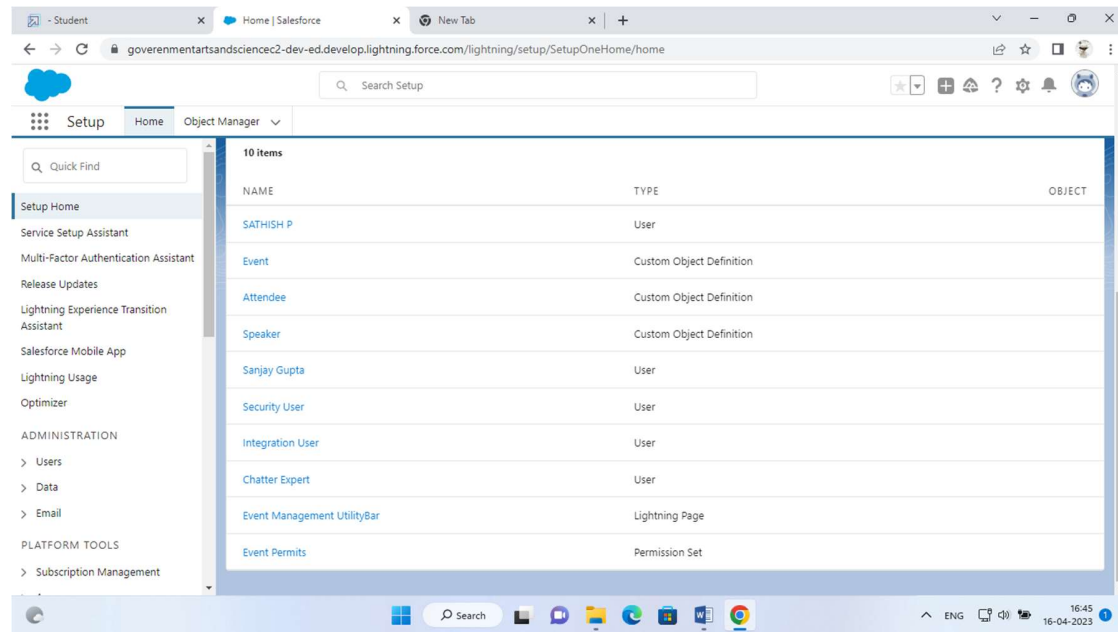 - Student
Home | Salesforce
New Tab
goverenmentartsandsciencec2-dev-ed.develop.lightning.force.com/lightning/setup/SetupOneHome/home
Search Setup
Setup
Home
Object Manager
Quick Find
Setup Home
Service Setup Assistant
Multi-Factor Authentication Assistant
Release Updates
Lightning Experience Transition
Assistant
Salesforce Mobile App
Lightning Usage
Optimizer
ADMINISTRATION
Users
Data
Email
PLATFORM TOOLS
Subscription Management
10 items
NAME TYPE OBJECT
SATHISH P User
Event Custom Object Definition
Attendee Custom Object Definition
Speaker Custom Object Definition
Sanjay Gupta User
Security User User
Integration User User
Chatter Expert User
Event Management UtilityBar Lightning Page
Event Permits Permission Set
Search
ENG
16:45
16-04-2023
1